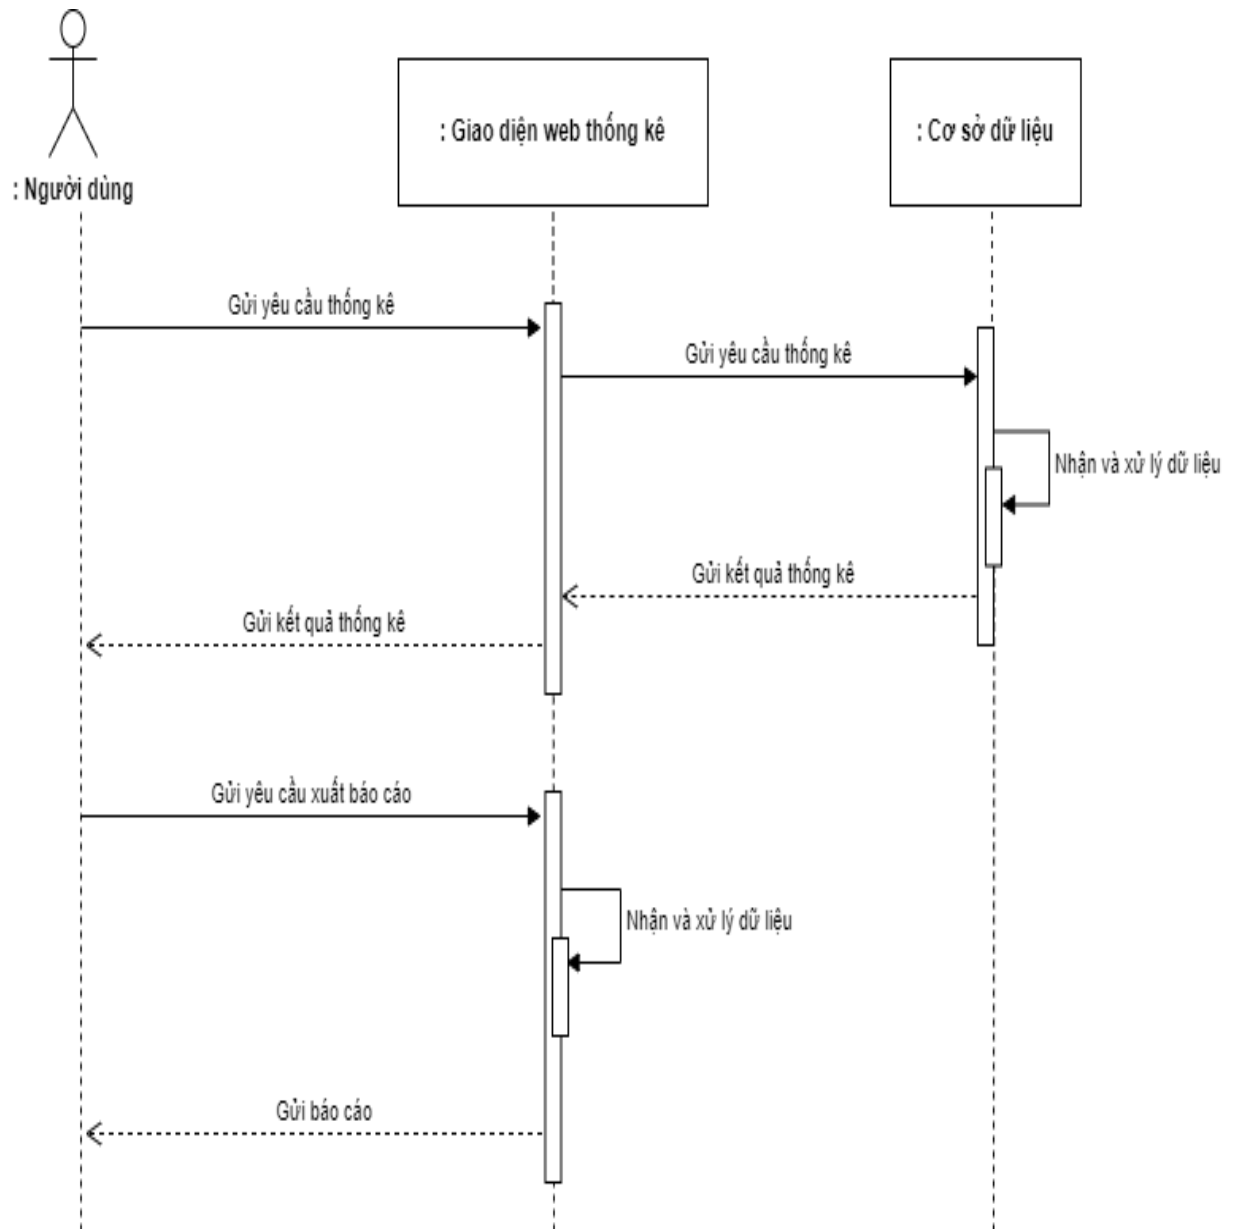 : Người dùng
: Giao diện web thống kê
: Cơ sở dữ liệu
Gửi yêu cầu thống kê
Gửi yêu cầu thống kê
Nhận và xử lý dữ liệu
Gửi kết quả thống kê
Gửi kết quả thống kê
Gửi yêu cầu xuất báo cáo
Nhận và xử lý dữ liệu
Gửi báo cáo